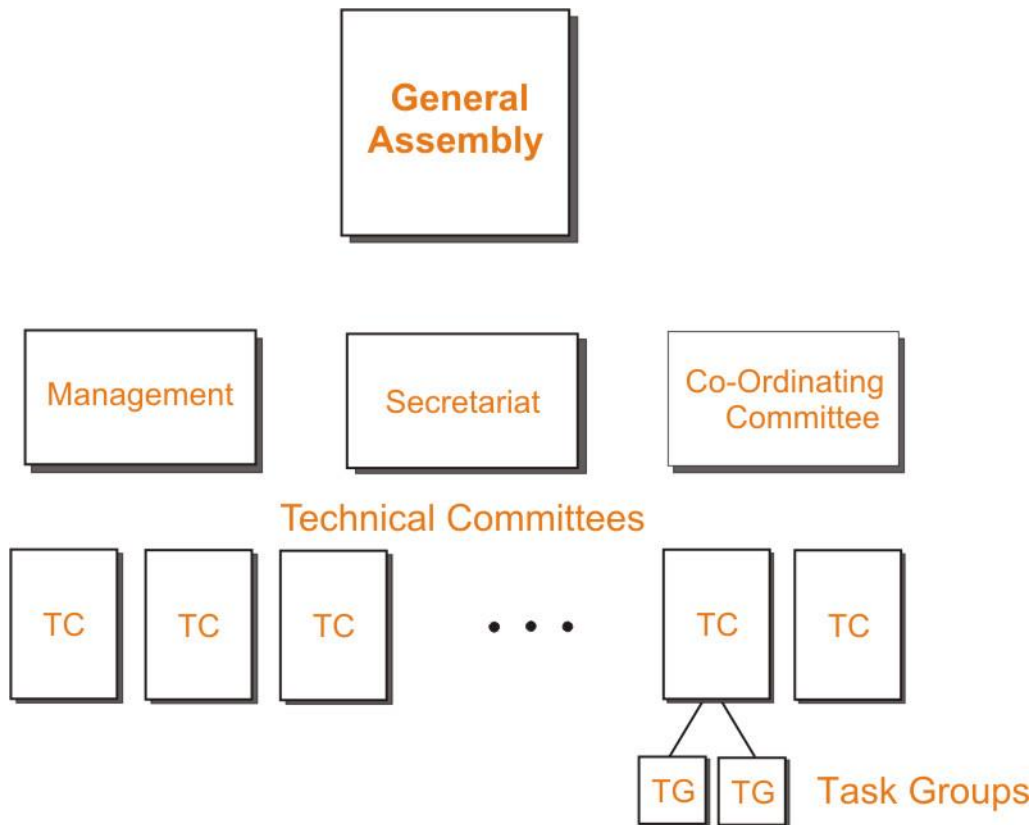 General
Assembly
Management
Secretariat
Co-Ordinating
Committee
Technical Committees
TC
TC
TC
TC
TC
TG
TG
Task Groups